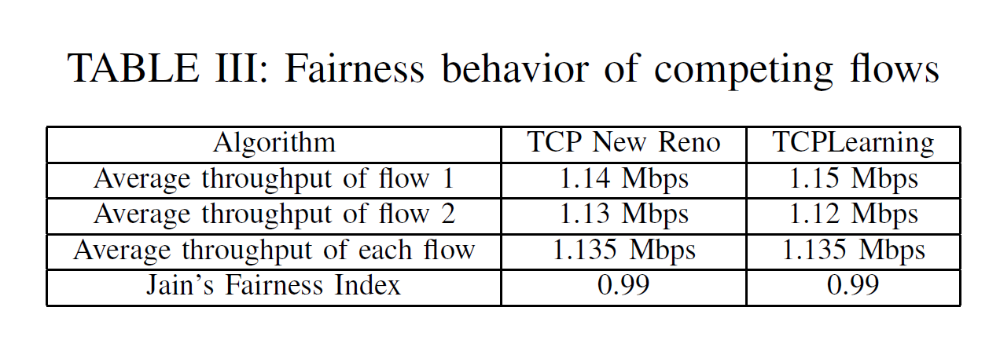 TABLE III: Fairness behavior of competing flows
Algorithm TCP New Reno TCPLearning
Average throughput of flow 1 1.14 Mbps 1.15 Mbps
Average throughput of flow 2 1.13 Mbps 1.12 Mbps
Average throughput of each flow 1.135 Mbps 1.135 Mbps
Jain's Fairness Index 0.99 0.99